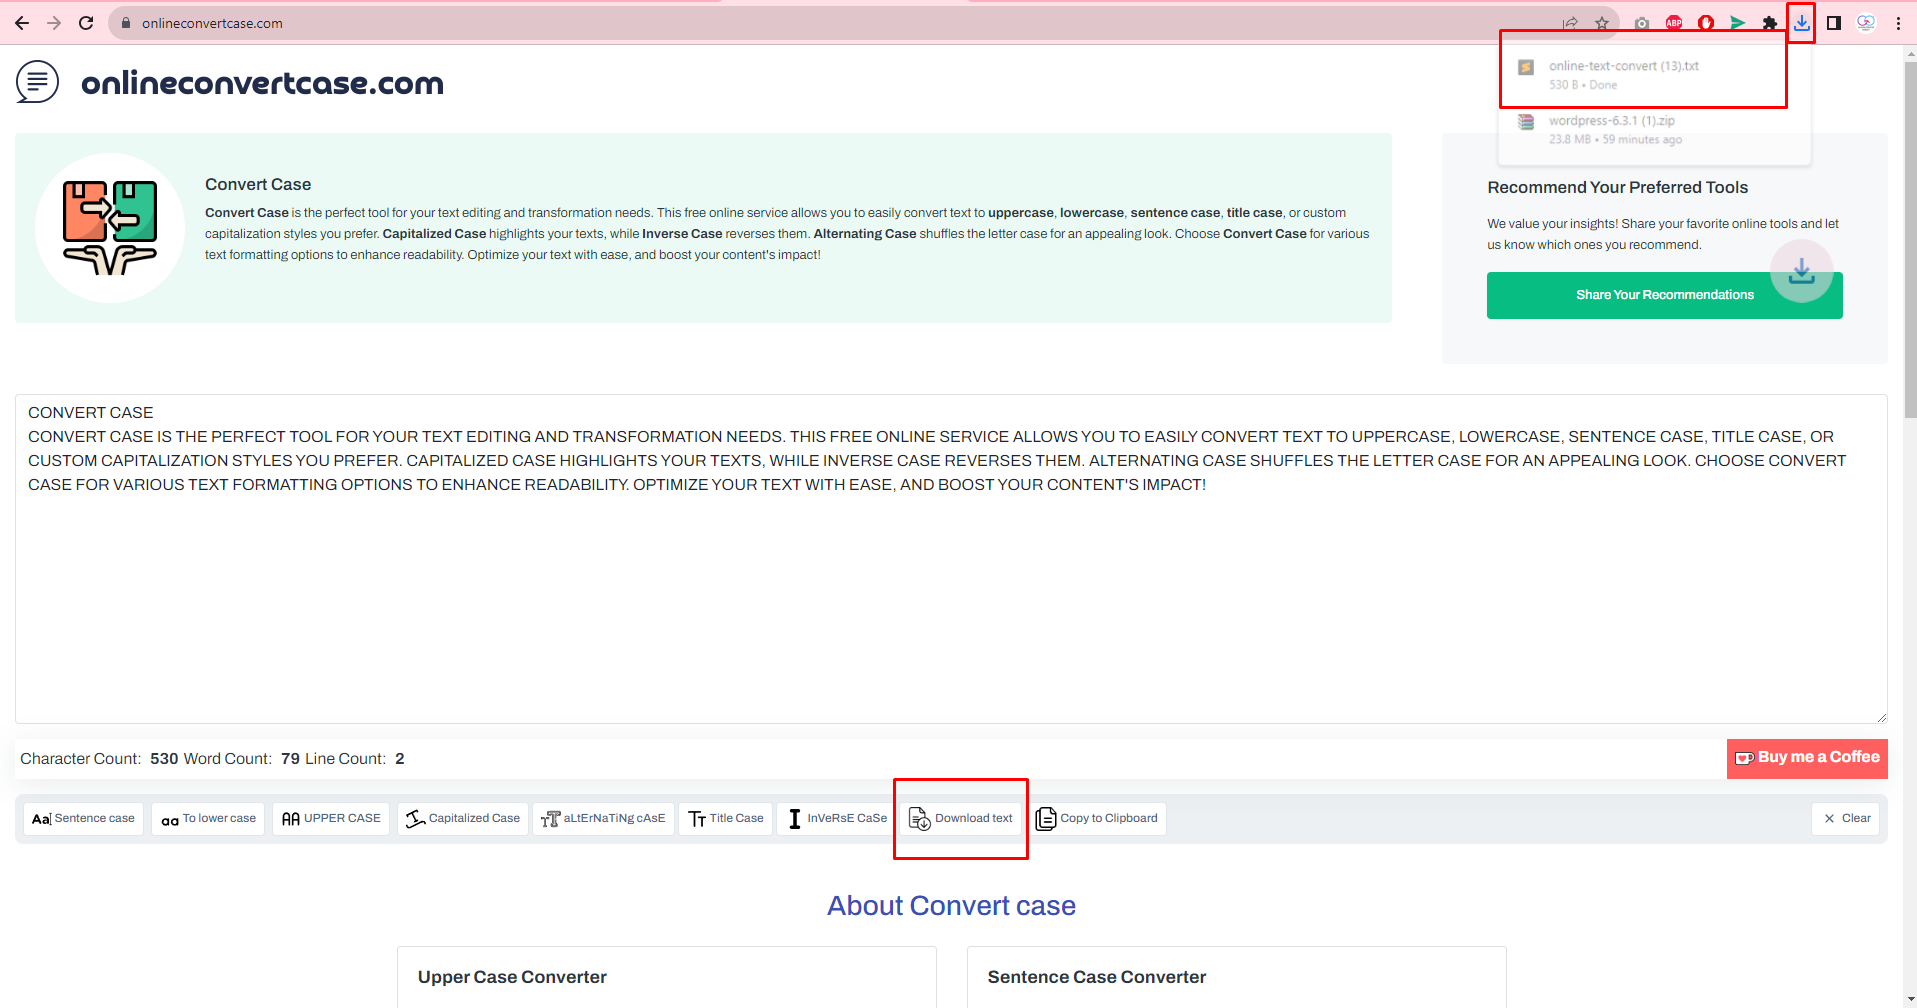 onlineconvertcase.com
ABP
online-text-convert (13).txt
530 B • Done
wordpress-6.3.1 (1).zip
23.8 MB • 59 minutes ago
onlineconvertcase.com
Convert Case
Convert Case is the perfect tool for your text editing and transformation needs. This free online service allows you to easily convert text to uppercase, lowercase, sentence case, title case, or custom
capitalization styles you prefer. Capitalized Case highlights your texts, while Inverse Case reverses them. Alternating Case shuffles the letter case for an appealing look. Choose Convert Case for various
text formatting options to enhance readability. Optimize your text with ease, and boost your content's impact!
Recommend Your Preferred Tools
We value your insights! Share your favorite online tools and let
us know which ones you recommend.
Share Your Recommendations
CONVERT CASE
CONVERT CASE IS THE PERFECT TOOL FOR YOUR TEXT EDITING AND TRANSFORMATION NEEDS. THIS FREE ONLINE SERVICE ALLOWS YOU TO EASILY CONVERT TEXT TO UPPERCASE, LOWERCASE, SENTENCE CASE, TITLE CASE, OR
CUSTOM CAPITALIZATION STYLES YOU PREFER. CAPITALIZED CASE HIGHLIGHTS YOUR TEXTS, WHILE INVERSE CASE REVERSES THEM. ALTERNATING CASE SHUFFLES THE LETTER CASE FOR AN APPEALING LOOK. CHOOSE CONVERT
CASE FOR VARIOUS TEXT FORMATTING OPTIONS TO ENHANCE READABILITY. OPTIMIZE YOUR TEXT WITH EASE, AND BOOST YOUR CONTENT'S IMPACT!
Character Count: 530 Word Count: 79 Line Count: 2
Buy me a Coffee
Aa Sentence case
aa To lower case
AA UPPER CASE
Capitalized Case
TT aLtErNaTiNg cAsE
TT Title Case
I InVeRsE CaSe
Download text
Copy to Clipboard
× Clear
About Convert case
Upper Case Converter
Sentence Case Converter